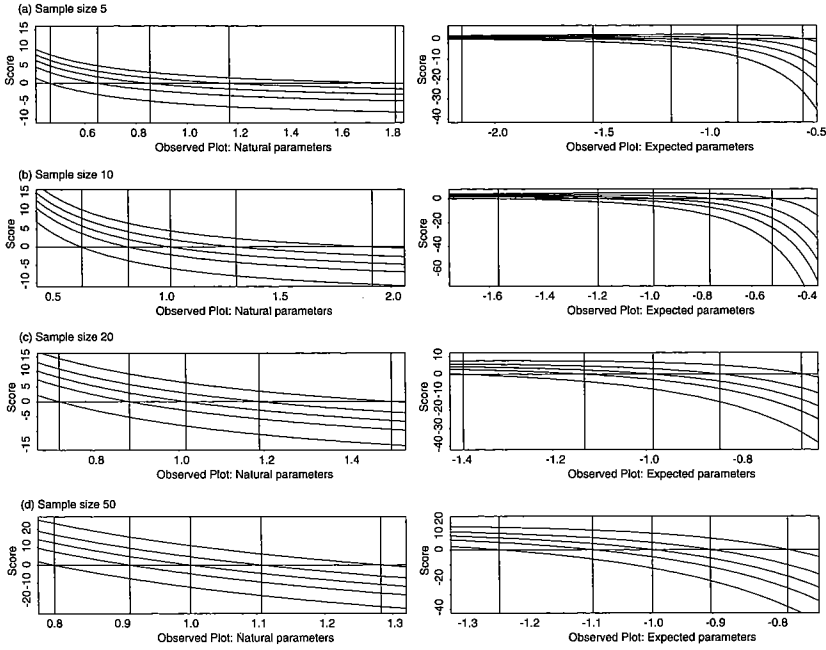 (a) Sample size 5
Score
15
10
5
0
-10
0.6 0.8 1.0 1.2 1.4 1.6 1.8
Observed Plot: Natural parameters
0
-10
-20
-30
-40
-2.0 -1.5 -1.0 -0.5
Observed Plot: Expected parameters
(b) Sample size 10
Score
15
10
5
0
-10
0.5 1.0 1.5 2.0
Observed Plot: Natural parameters
Score
0
-20
-40
-60
-1.6 -1.4 -1.2 -1.0 -0.8 -0.6 -0.4
Observed Plot: Expected parameters
(c) Sample size 20
Score
15
10
5
0
-5
-15
0.8 1.0 1.2 1.4
Observed Plot: Natural parameters
Score
10
0
-10
-20
-30
-40
-1.4 -1.2 -1.0 -0.8
Observed Plot: Expected parameters
(d) Sample size 50
Score
20
10
0
-10
-20
0.8 0.9 1.0 1.1 1.2 1.3
Observed Plot: Natural parameters
Score
20
10
0
-20
-40
-1.3 -1.2 -1.1 -1.0 -0.9 -0.8
Observed Plot: Expected parameters